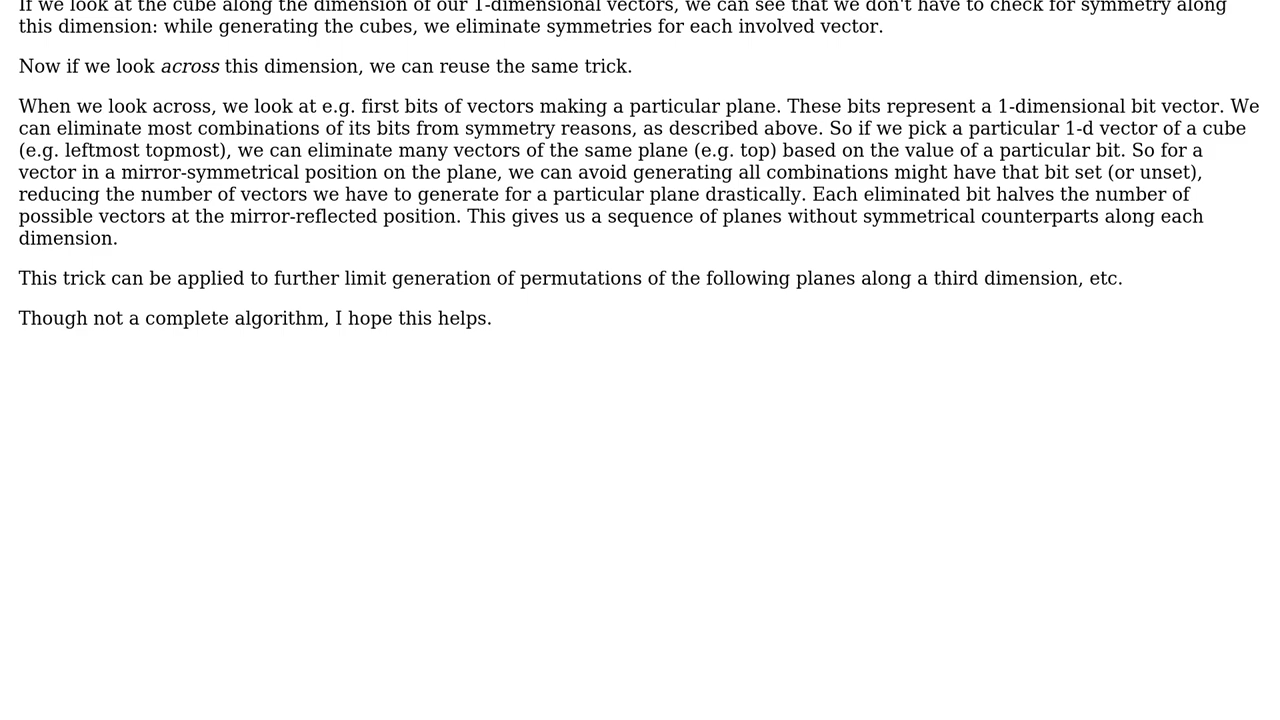 If we look at the cube along the dimension of our 1-dimensional vectors, we can see that we don't have to check for symmetry along
this dimension: while generating the cubes, we eliminate symmetries for each involved vector.
Now if we look across this dimension, we can reuse the same trick.
When we look across, we look at e.g. first bits of vectors making a particular plane. These bits represent a 1-dimensional bit vector. We
can eliminate most combinations of its bits from symmetry reasons, as described above. So if we pick a particular 1-d vector of a cube
(e.g. leftmost topmost), we can eliminate many vectors of the same plane (e.g. top) based on the value of a particular bit. So for a
vector in a mirror-symmetrical position on the plane, we can avoid generating all combinations might have that bit set (or unset),
reducing the number of vectors we have to generate for a particular plane drastically. Each eliminated bit halves the number of
possible vectors at the mirror-reflected position. This gives us a sequence of planes without symmetrical counterparts along each
dimension.
This trick can be applied to further limit generation of permutations of the following planes along a third dimension, etc.
Though not a complete algorithm, I hope this helps.